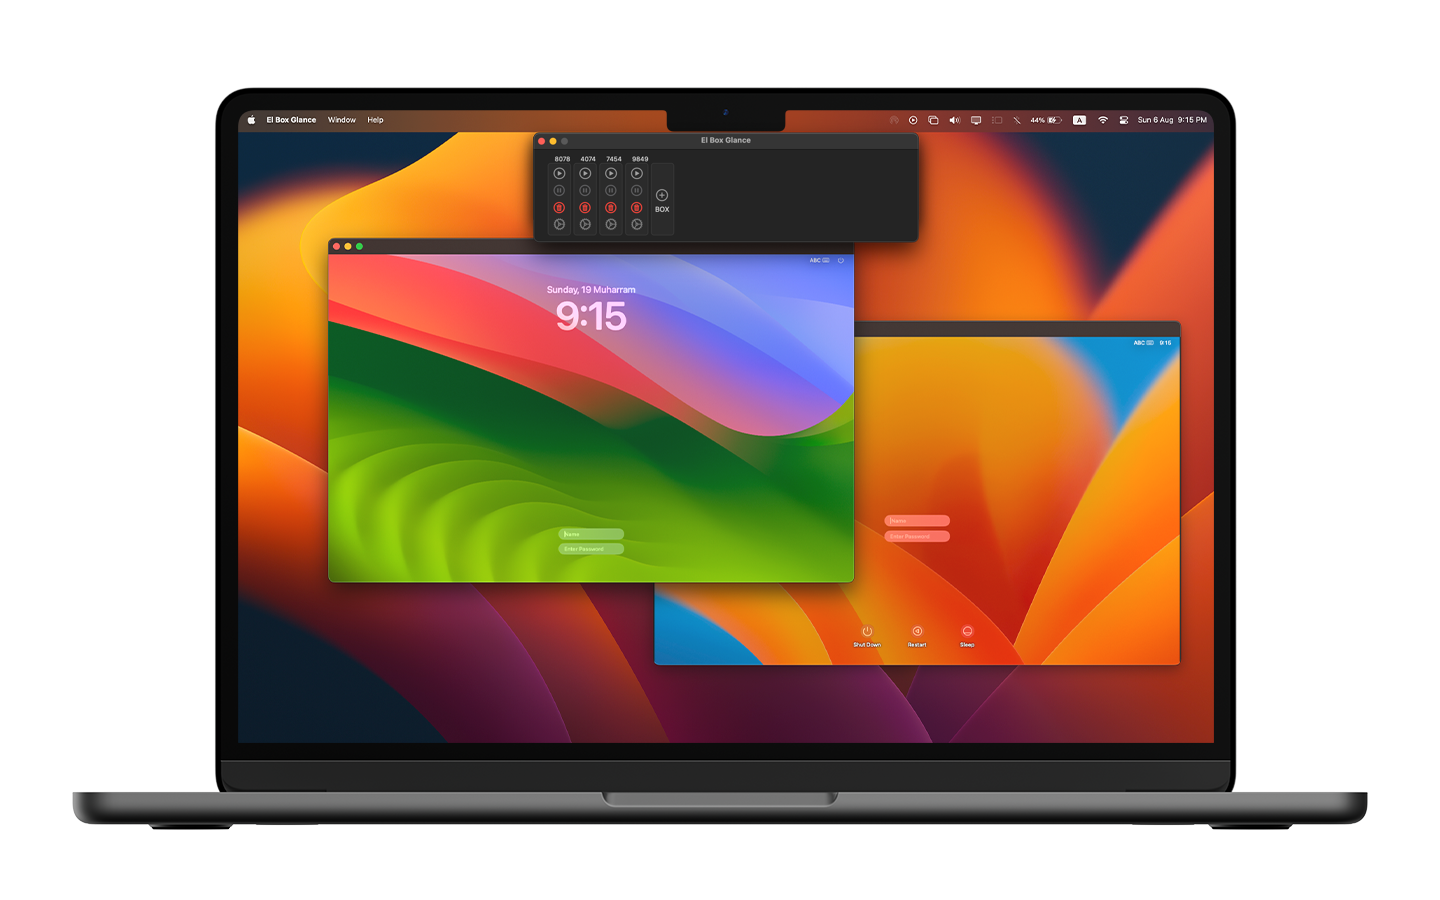 El Box Glance Window Help
44% A Sun 6 Aug 9:15 PM
El Box Glance
8078 4074 7454 9849
BOX
ABC
Sunday, 19 Muharram
9:15
Name
Enter Password
ABC 9:15
Name
Enter Password
Shut Down Restart Sleep